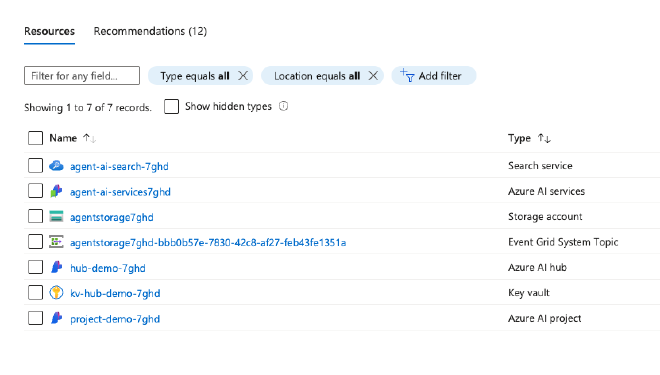 Resources Recommendations (12)
Filter for any field... Type equals all Location equals all Add filter
Showing 1 to 7 of 7 records. Show hidden types
Name Type
agent-ai-search-7ghd Search service
agent-ai-services7ghd Azure AI services
agentstorage7ghd Storage account
agentstorage7ghd-bbb0b57e-7830-42c8-af27-feb43fe1351a Event Grid System Topic
hub-demo-7ghd Azure AI hub
kv-hub-demo-7ghd Key vault
project-demo-7ghd Azure AI project